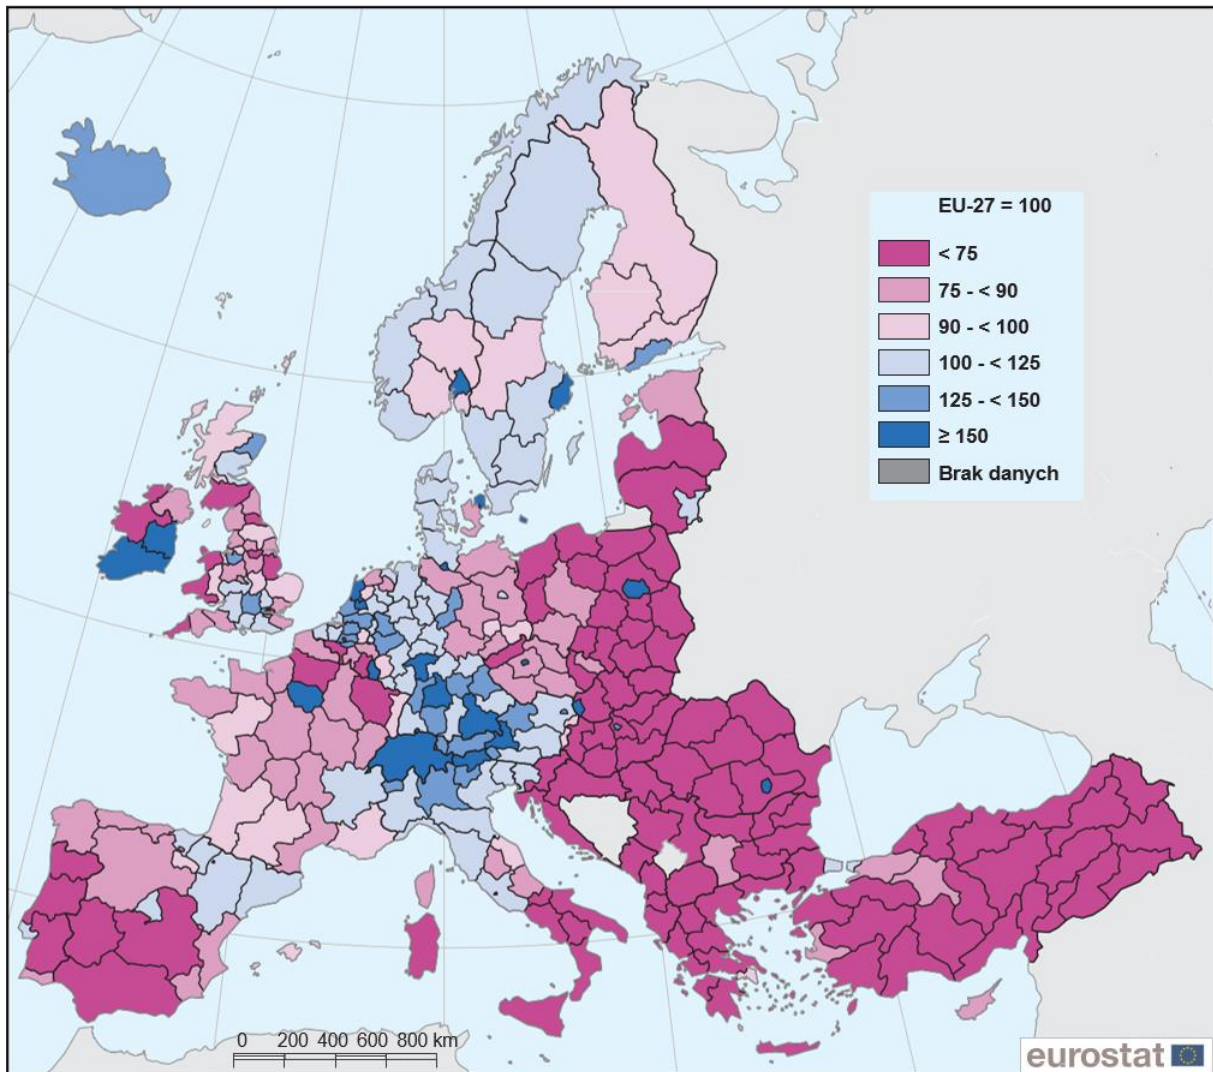 EU-27 = 100
< 75
75 - < 90
90 - < 100
100 - < 125
125 - < 150
≥ 150
Brak danych
0 200 400 600 800 km
eurostat